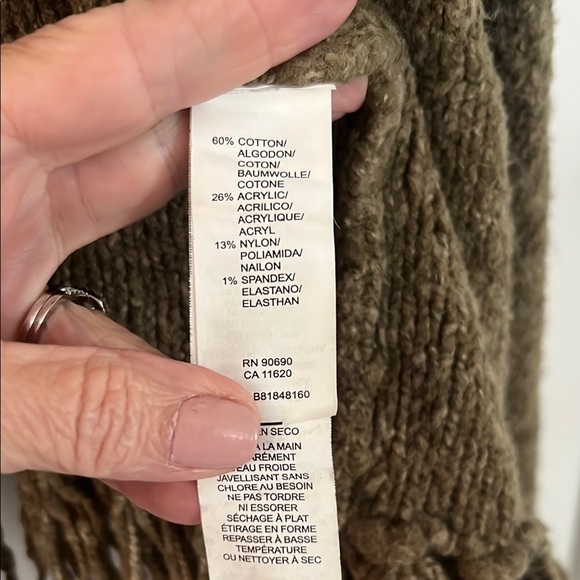 60% COTTON/
ALGODON/
COTON/
BAUMWOLLE/
COTONE
26% ACRYLIC/
ACRILICO/
ACRYLIQUE/
ACRYL
13% NYLON/
POLIAMIDA/
NAILON
1% SPANDEX/
ELASTANO/
ELASTHAN
RN 90690
CA 11620
B81848160
SECO
LA MAIN
FROIDE
JAVELLISANT SANS
CHLORE AU BESOIN
NE PAS TORDRE
NI ESSORER
SÉCHAGE À PLAT
ÉTIRAGE EN FORME
REPASSER À BASSE
TEMPÉRATURE
OU NETTOYER À SEC